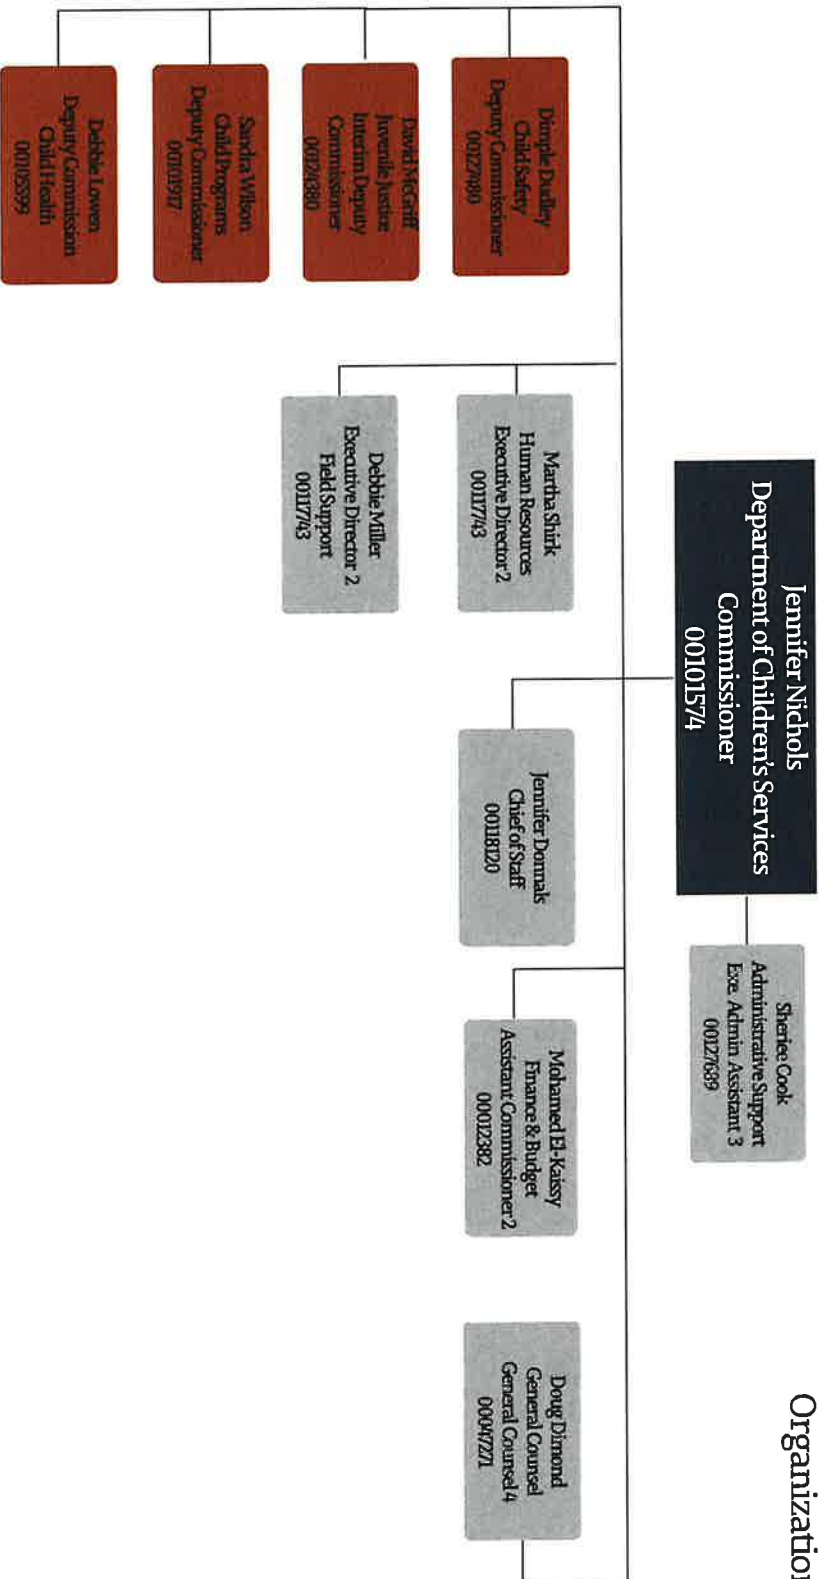 Organization
Jennifer Nichols
Department of Children's Services
Commissioner
00101574
Sheriee Cook
Administrative Support
Exe. Admin Assistant 3
00127689
Dimple Dudley
Child Safety
Deputy Commissioner
00127480
David McGriff
Juvenile Justice
Interim Deputy
Commissioner
00124380
Sandra Wilson
Child Programs
Deputy Commissioner
00101917
Debbie Lowen
Deputy Commission
Child Health
00105599
Martha Shirk
Human Resources
Executive Director 2
00117743
Debbie Miller
Executive Director 2
Field Support
00117743
Jennifer Donnals
Chief of Staff
00118120
Mohamed El-Kaissy
Finance & Budget
Assistant Commissioner 2
00012382
Doug Dimond
General Counsel
General Counsel 4
00047271